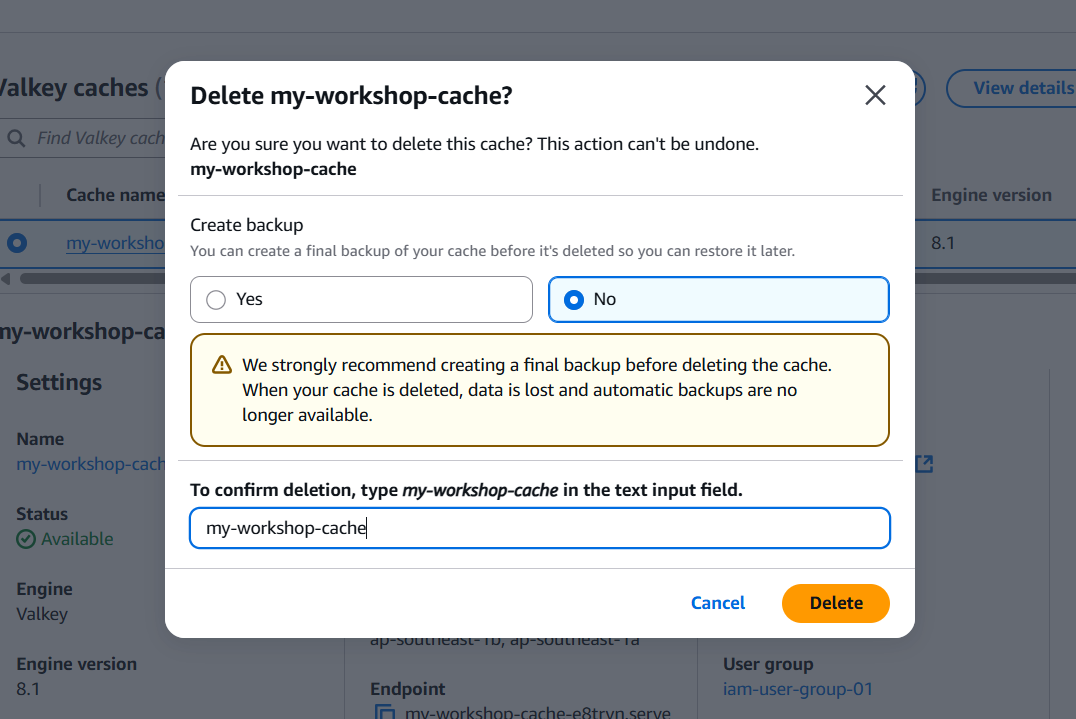 Delete my-workshop-cache?
Are you sure you want to delete this cache? This action can't be undone.
my-workshop-cache
Create backup
You can create a final backup of your cache before it's deleted so you can restore it later.
Yes
No
We strongly recommend creating a final backup before deleting the cache.
When your cache is deleted, data is lost and automatic backups are no
longer available.
To confirm deletion, type my-workshop-cache in the text input field.
my-workshop-cache
Cancel
Delete
Valkey caches
View details
Find Valkey cach
Cache name
Engine version
my-worksho
8.1
my-workshop-ca
Settings
Name
my-workshop-cach
Status
Available
Engine
Valkey
Engine version
8.1
ap-southeast-1b, ap-southeast-1a
Endpoint
my-workshop-cache-e8trvn.serve
User group
iam-user-group-01